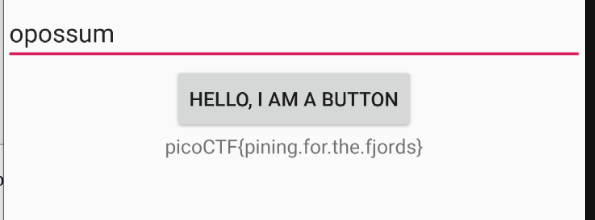 opossum
HELLO, I AM A BUTTON
picoCTF{pining.for.the.fjords}